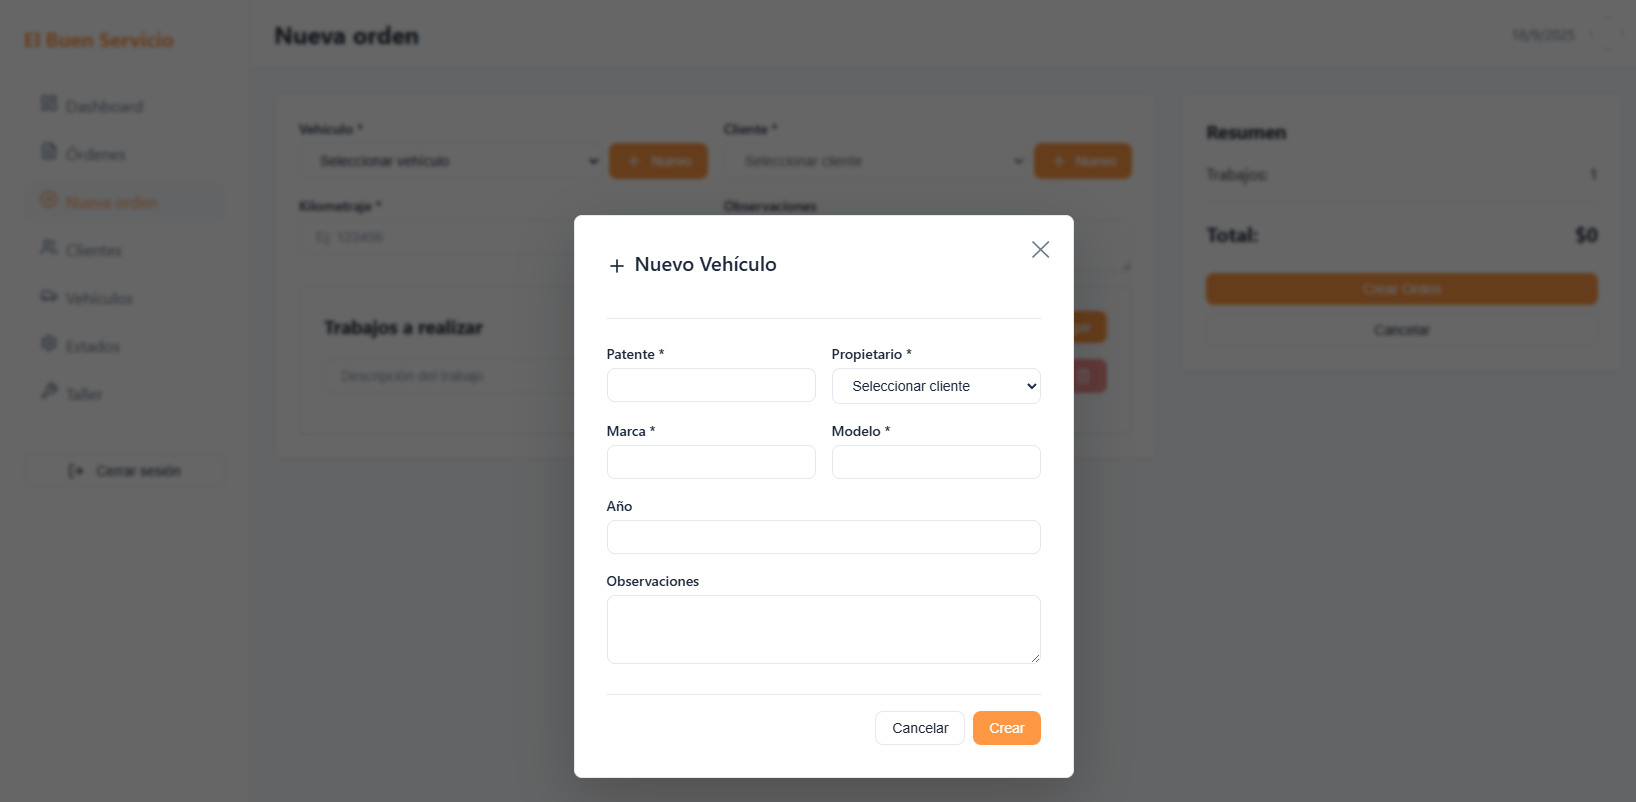 El Buen Servicio
Nueva orden
18/9/2025
Dashboard
Órdenes
Nueva orden
Clientes
Vehículos
Estados
Taller
Cerrar sesión
Vehículo *
Cliente *
Seleccionar vehículo
+ Nuevo
Seleccionar cliente
+ Nuevo
Kilometraje *
Observaciones
Ej: 123456
Trabajos a realizar
Descripción del trabajo
Resumen
Trabajos: 1
Total: $0
Crear Orden
Cancelar
+ Nuevo Vehículo
Patente *
Propietario *
Seleccionar cliente
Marca *
Modelo *
Año
Observaciones
Cancelar
Crear